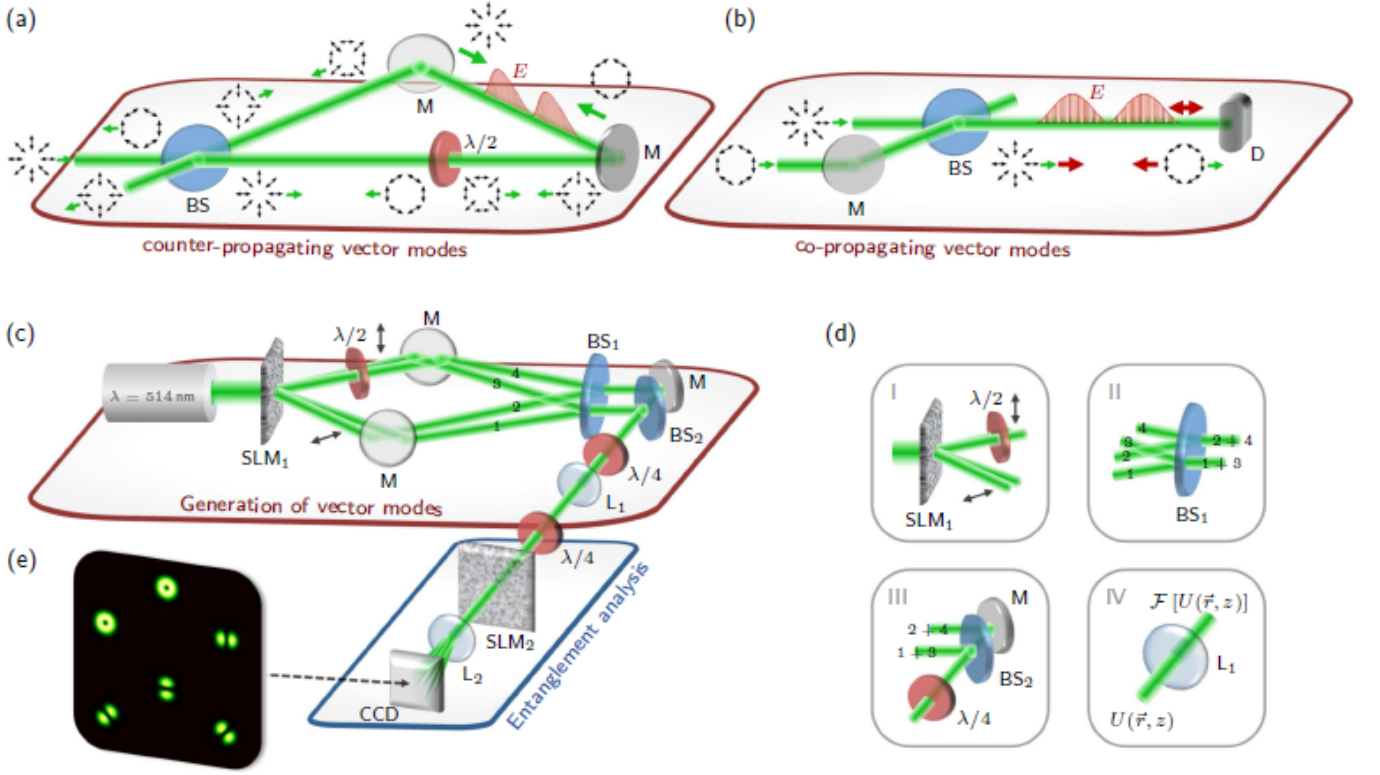 (a)
M
E
λ/2
M
BS
counter-propagating vector modes
(b)
E
BS
D
M
co-propagating vector modes
(c)
λ = 514 nm
SLM₁
λ/2
M
M
4
3
2
1
BS₁
M
BS₂
λ/4
L₁
Generation of vector modes
λ/4
SLM₂
L₂
CCD
Entanglement analysis
(d)
I
λ/2
SLM₁
II
4
3
2
1
2 + 4
1 + 3
BS₁
III
M
2 + 4
1 + 3
BS₂
λ/4
IV
ℱ [U(r⃗, z)]
L₁
U(r⃗, z)
(e)